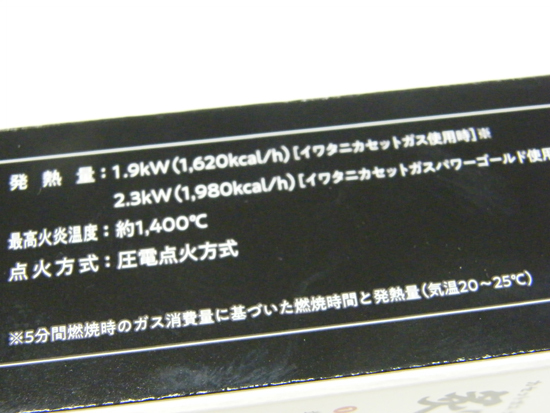 発熱量：1.9kW(1,620kcal/h)[イワタニカセットガス使用時]※
2.3kW(1,980kcal/h)[イワタニカセットガスパワーゴールド使用
最高火炎温度：約1,400℃
点火方式：圧電点火方式
※5分間燃焼時のガス消費量に基づいた燃焼時間と発熱量(気温20～25℃)